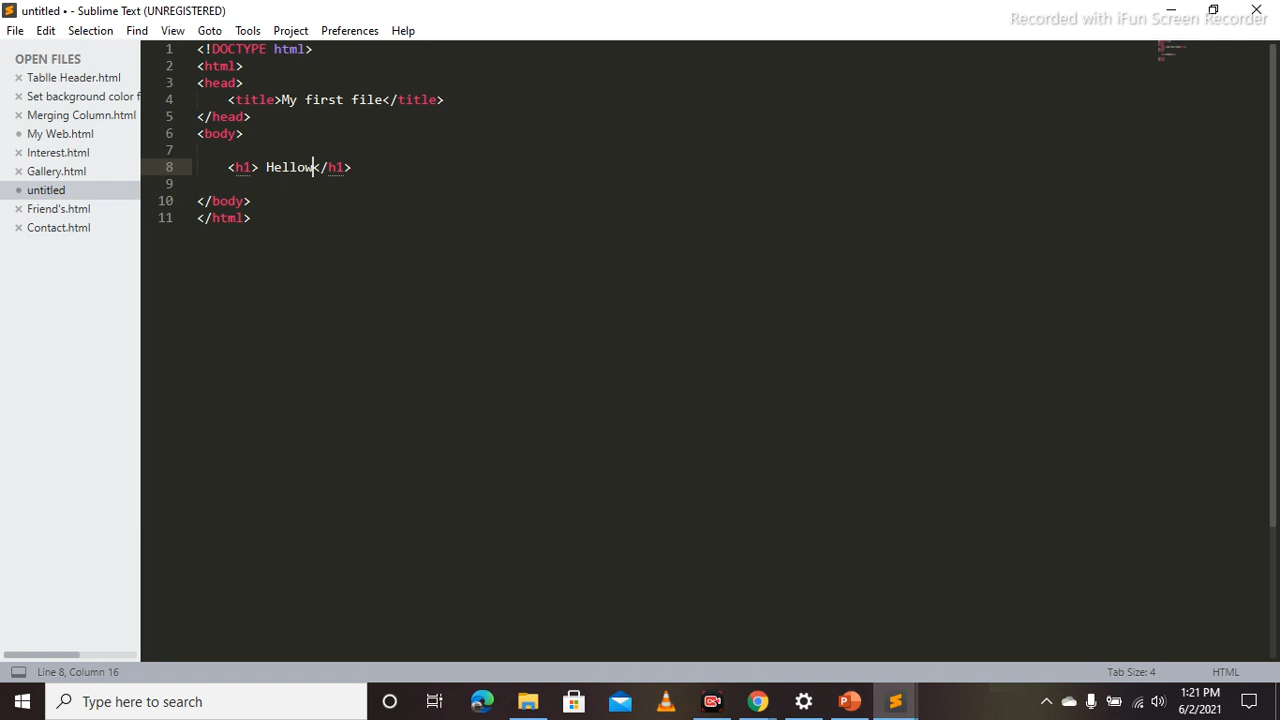 untitled • - Sublime Text (UNREGISTERED)
Recorded with iFun Screen Recorder
File Edit Selection Find View Goto Tools Project Preferences Help
OPEN FILES
Tablle Header.html
Set background color f
Merging Column.html
My Web.html
Interest.html
Gallery.html
untitled
Friend's.html
Contact.html
1 <!DOCTYPE html>
2 <html>
3 <head>
4 <title>My first file</title>
5 </head>
6 <body>
7
8 <h1> Hellow</h1>
9
10 </body>
11 </html>
Line 8, Column 16 Tab Size: 4 HTML
Type here to search
1:21 PM
6/2/2021